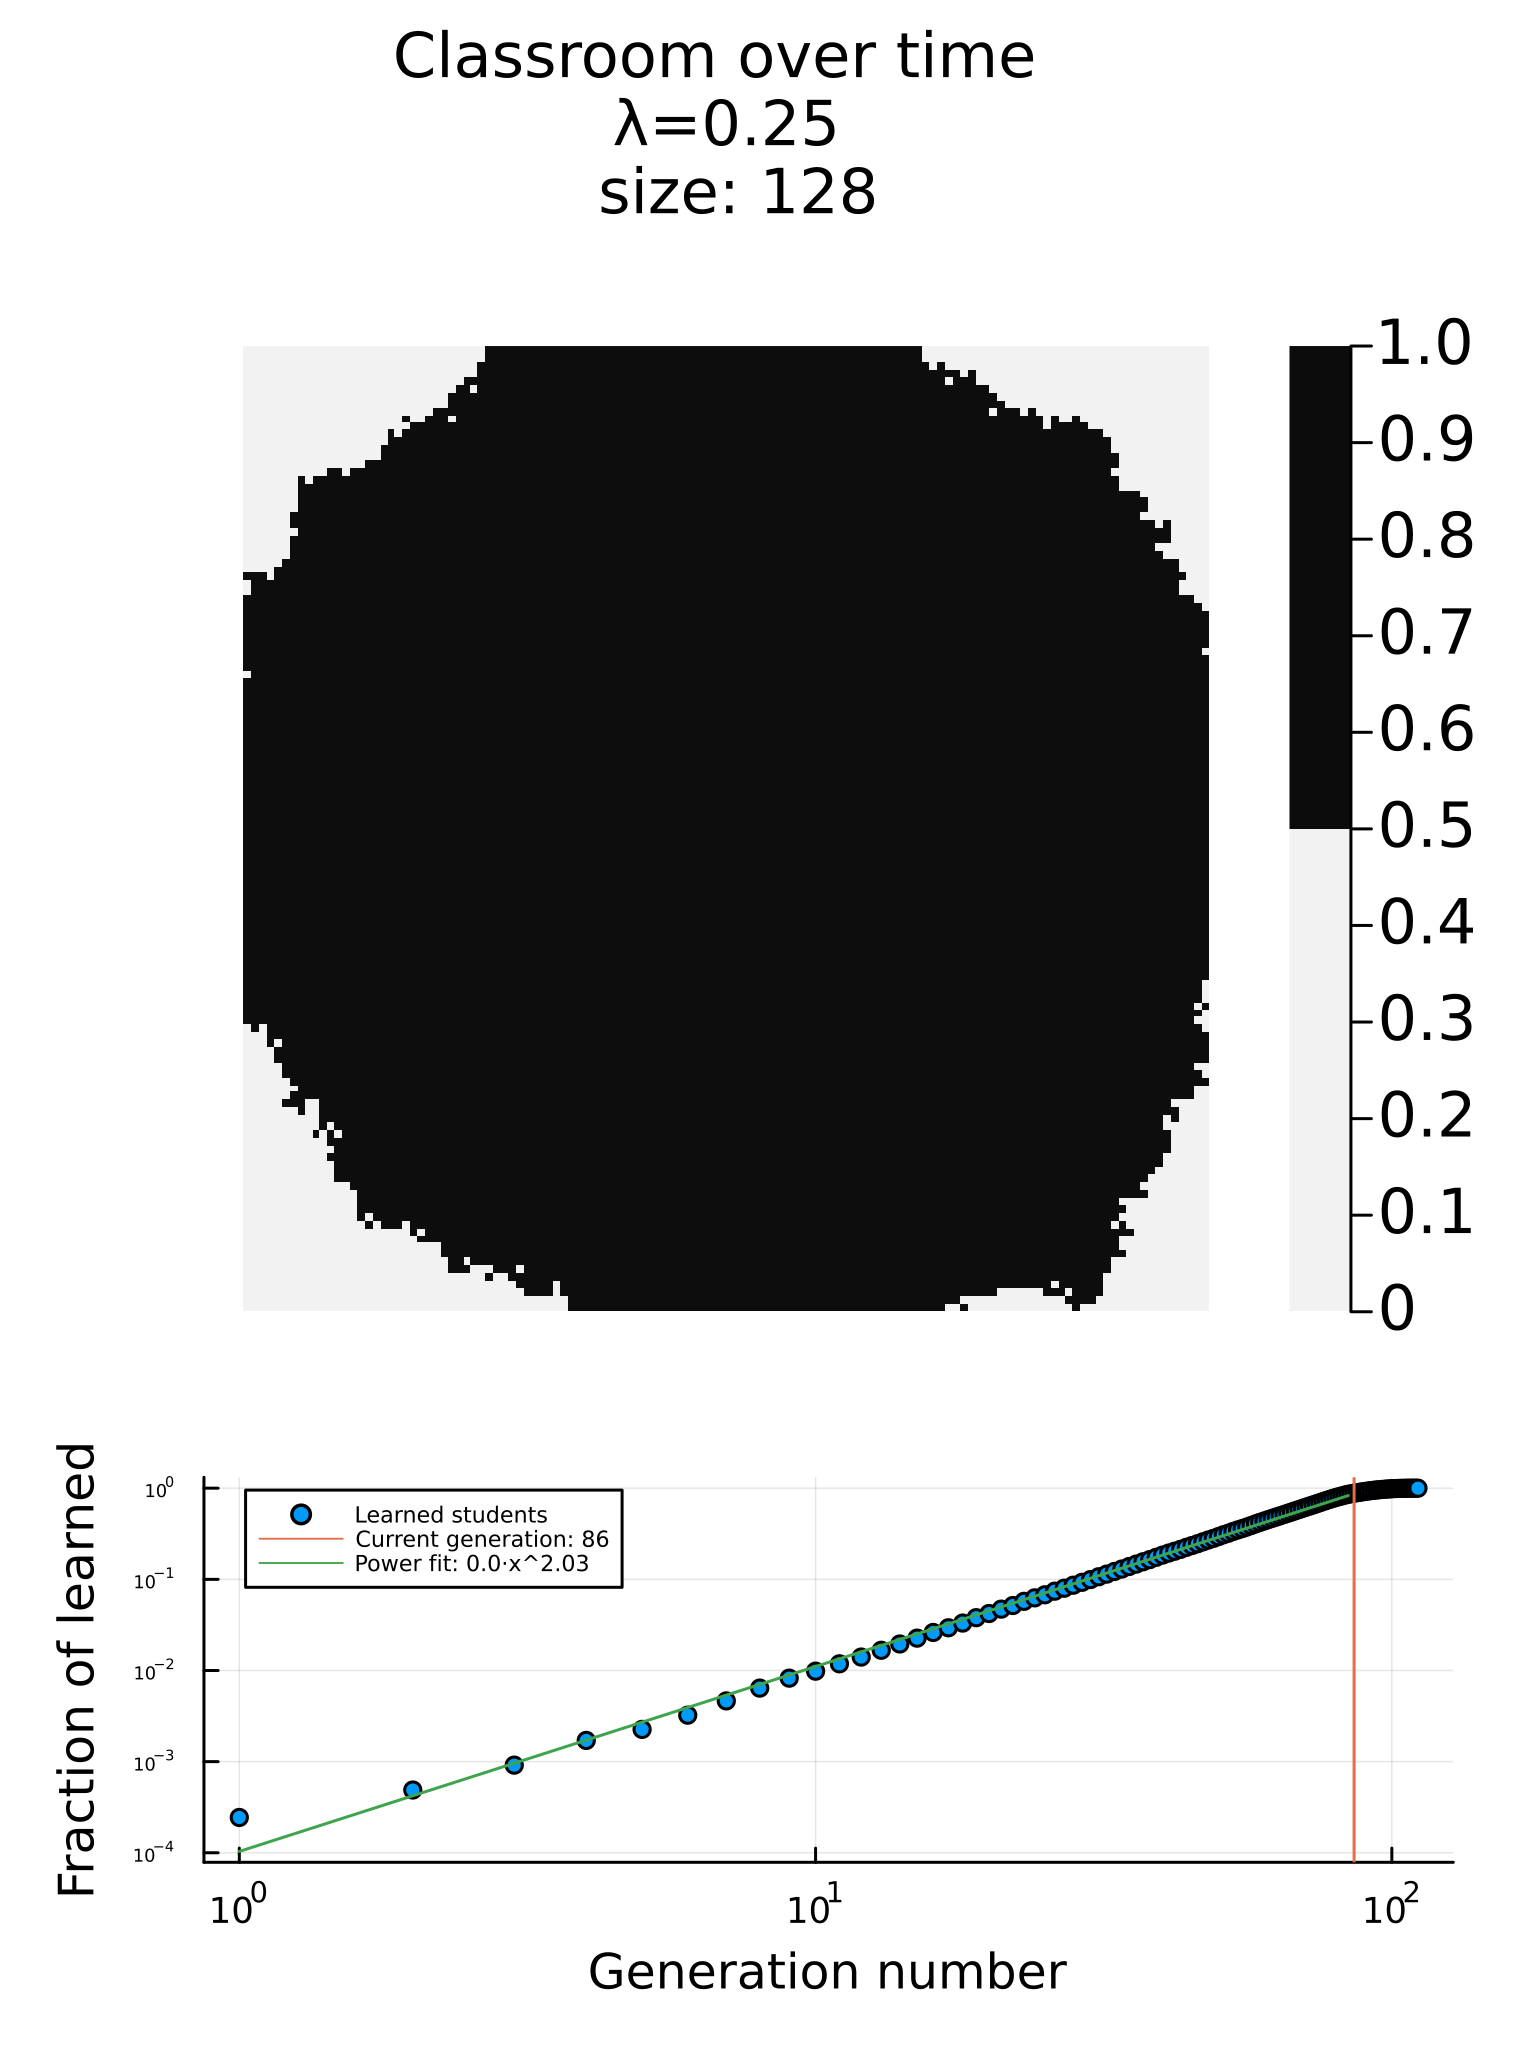 Classroom over time
λ=0.25
size: 128
1.0
0.9
0.8
0.7
0.6
0.5
0.4
0.3
0.2
0.1
0
Fraction of learned
10^0
10^-1
10^-2
10^-3
10^-4
Learned students
Current generation: 86
Power fit: 0.0·x^2.03
10^0
10^1
10^2
Generation number